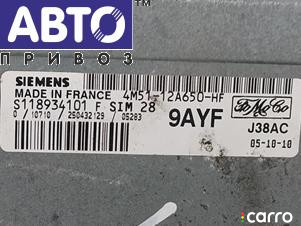 АВТО
ПРИВОЗ
SIEMENS
MADE IN FRANCE 4M51-12A650-HF
S118934101 F SIM 28
0 /10710 / 250432129 / 05283
9AYF
FoMoCo
J38AC
05-10-10
carro